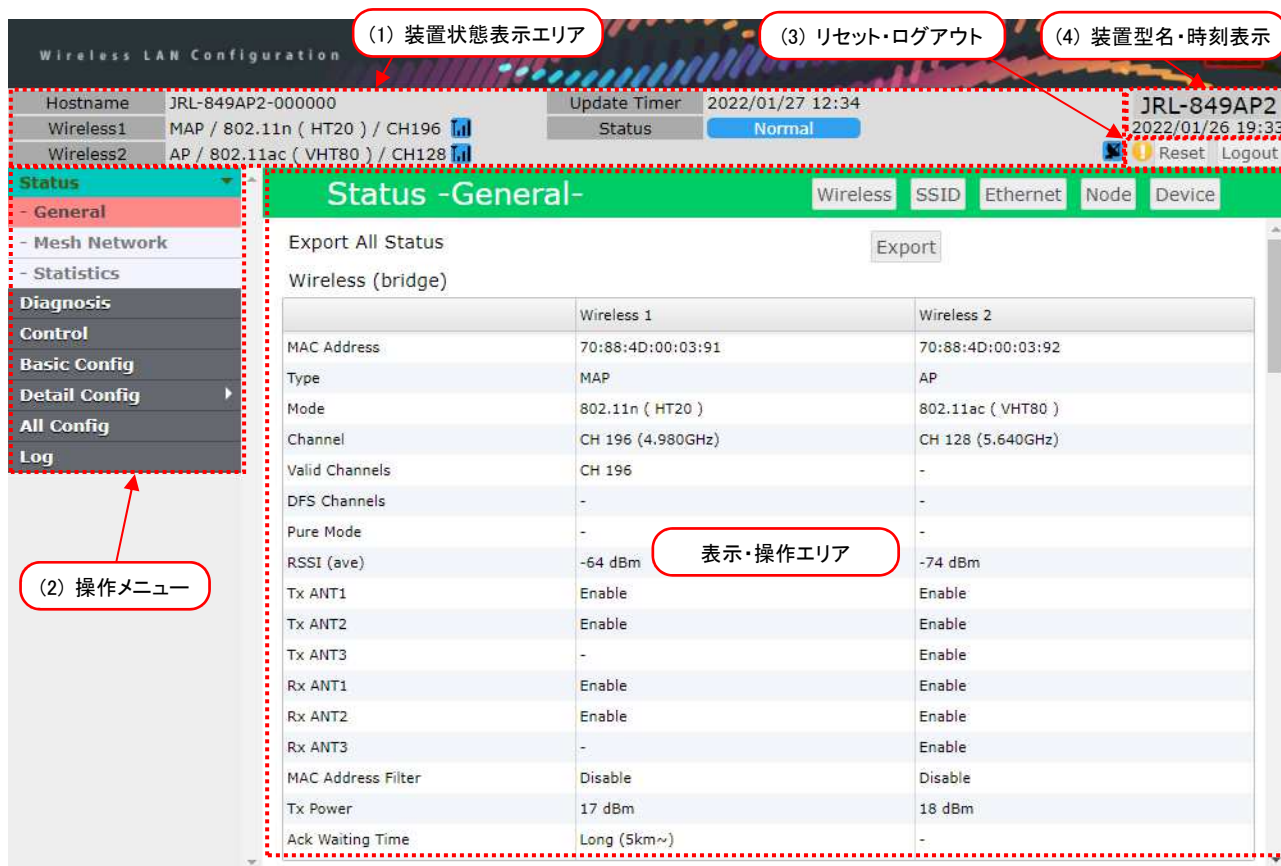 (1) 装置状態表示エリア
(3) リセット・ログアウト
(4) 装置型名・時刻表示
Wireless LAN Configuration
Hostname JRL-849AP2-000000 Update Timer 2022/01/27 12:34
Wireless1 MAP / 802.11n ( HT20 ) / CH196 Status Normal
Wireless2 AP / 802.11ac ( VHT80 ) / CH128
JRL-849AP2
2022/01/26 19:33
Reset Logout
Status
- General
- Mesh Network
- Statistics
Diagnosis
Control
Basic Config
Detail Config
All Config
Log
(2) 操作メニュー
Status -General- Wireless SSID Ethernet Node Device
Export All Status Export
Wireless (bridge)
Wireless 1 Wireless 2
MAC Address 70:88:4D:00:03:91 70:88:4D:00:03:92
Type MAP AP
Mode 802.11n ( HT20 ) 802.11ac ( VHT80 )
Channel CH 196 (4.980GHz) CH 128 (5.640GHz)
Valid Channels CH 196 -
DFS Channels - -
Pure Mode - -
表示・操作エリア
RSSI (ave) -64 dBm -74 dBm
Tx ANT1 Enable Enable
Tx ANT2 Enable Enable
Tx ANT3 - Enable
Rx ANT1 Enable Enable
Rx ANT2 Enable Enable
Rx ANT3 - Enable
MAC Address Filter Disable Disable
Tx Power 17 dBm 18 dBm
Ack Waiting Time Long (5km~) -